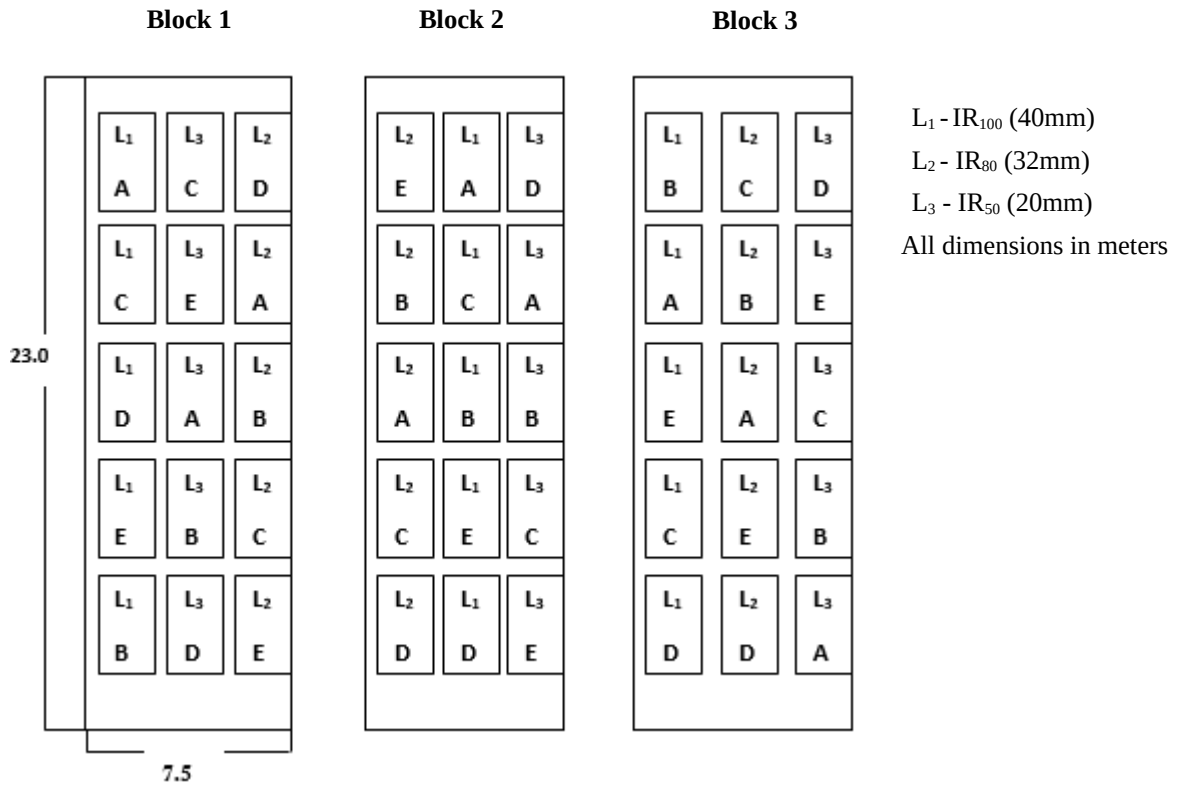 Block 1 Block 2 Block 3
L₁ L₃ L₂ L₂ L₁ L₃ L₁ L₂ L₃
A C D E A D B C D
L₁ L₃ L₂ L₂ L₁ L₃ L₁ L₂ L₃
C E A B C A A B E
L₁ L₃ L₂ L₂ L₁ L₃ L₁ L₂ L₃
D A B A B B E A C
L₁ L₃ L₂ L₂ L₁ L₃ L₁ L₂ L₃
E B C C E C C E B
L₁ L₃ L₂ L₂ L₁ L₃ L₁ L₂ L₃
B D E D D E D D A
23.0
7.5
L₁ - IR₁₀₀ (40mm)
L₂ - IR₈₀ (32mm)
L₃ - IR₅₀ (20mm)
All dimensions in meters